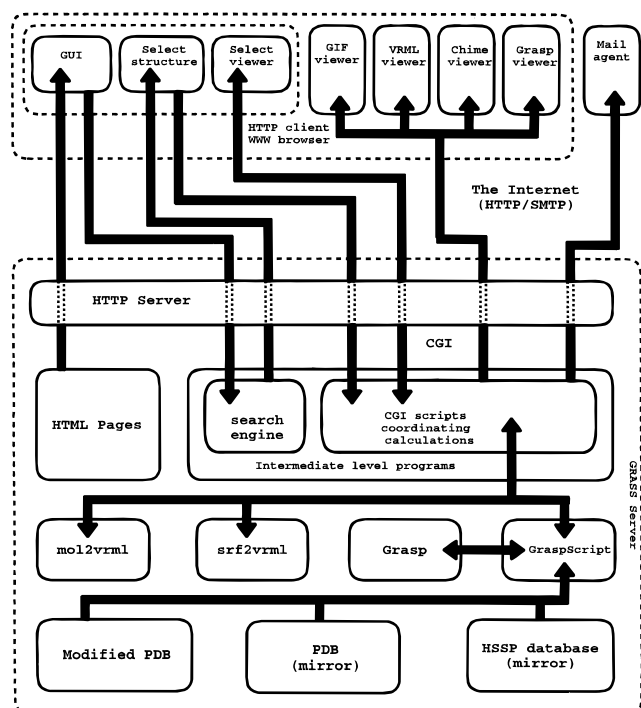 GUI
Select
structure
Select
viewer
GIF
viewer
VRML
viewer
Chime
viewer
Grasp
viewer
Mail
agent
HTTP client
WWW browser
The Internet
(HTTP/SMTP)
HTTP Server
CGI
HTML Pages
search
engine
CGI scripts
coordinating
calculations
Intermediate level programs
GRASS Server
mol2vrml
srf2vrml
Grasp
GraspScript
Modified PDB
PDB
(mirror)
HSSP database
(mirror)